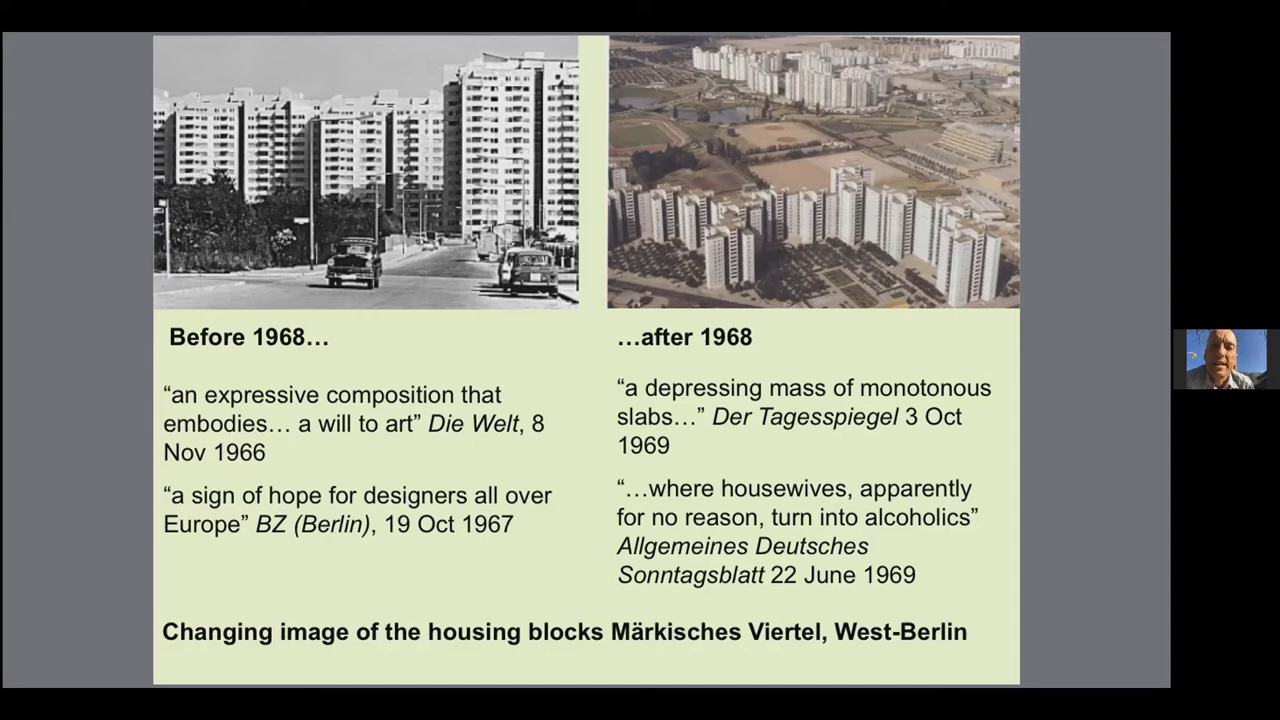 Before 1968…
“an expressive composition that
embodies… a will to art” Die Welt, 8
Nov 1966
“a sign of hope for designers all over
Europe” BZ (Berlin), 19 Oct 1967
…after 1968
“a depressing mass of monotonous
slabs…” Der Tagesspiegel 3 Oct
1969
“…where housewives, apparently
for no reason, turn into alcoholics”
Allgemeines Deutsches
Sonntagsblatt 22 June 1969
Changing image of the housing blocks Märkisches Viertel, West-Berlin